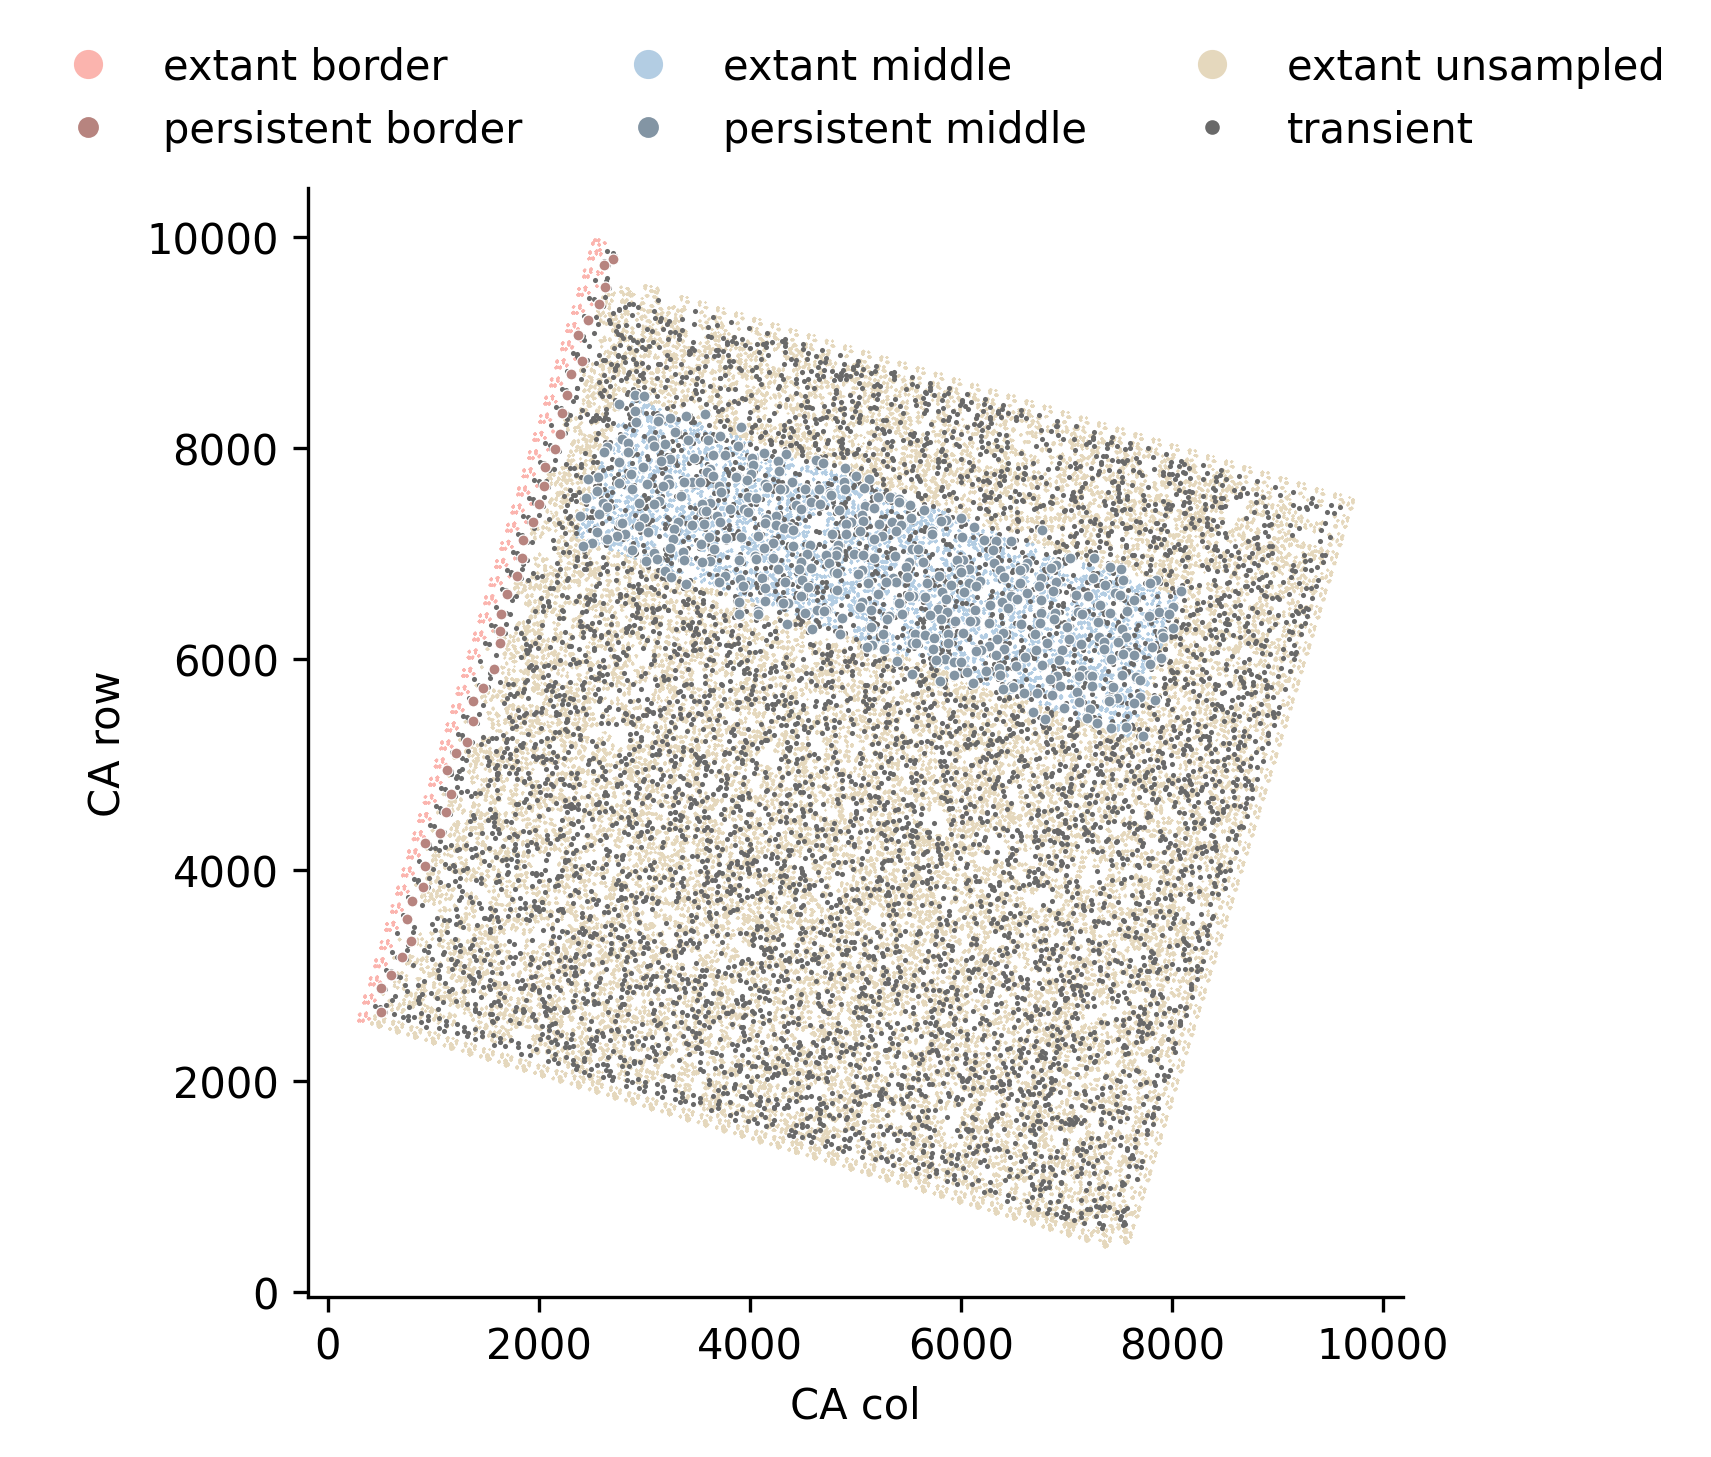 extant border
extant middle
extant unsampled
persistent border
persistent middle
transient
10000
8000
6000
4000
2000
0
CA row
0
2000
4000
6000
8000
10000
CA col